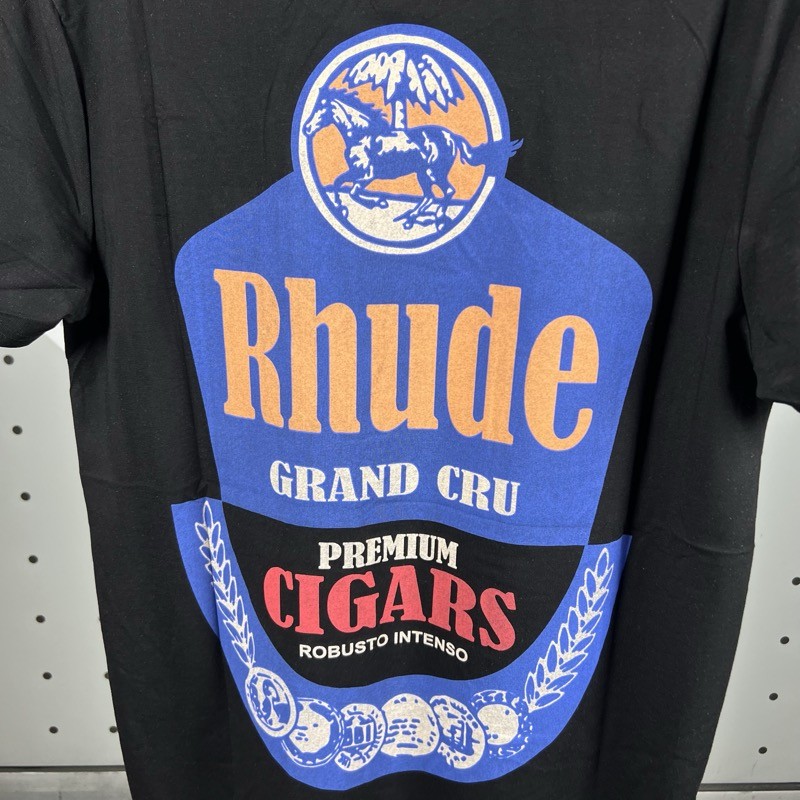 Rhude
GRAND CRU
PREMIUM
CIGARS
ROBUSTO INTENSO